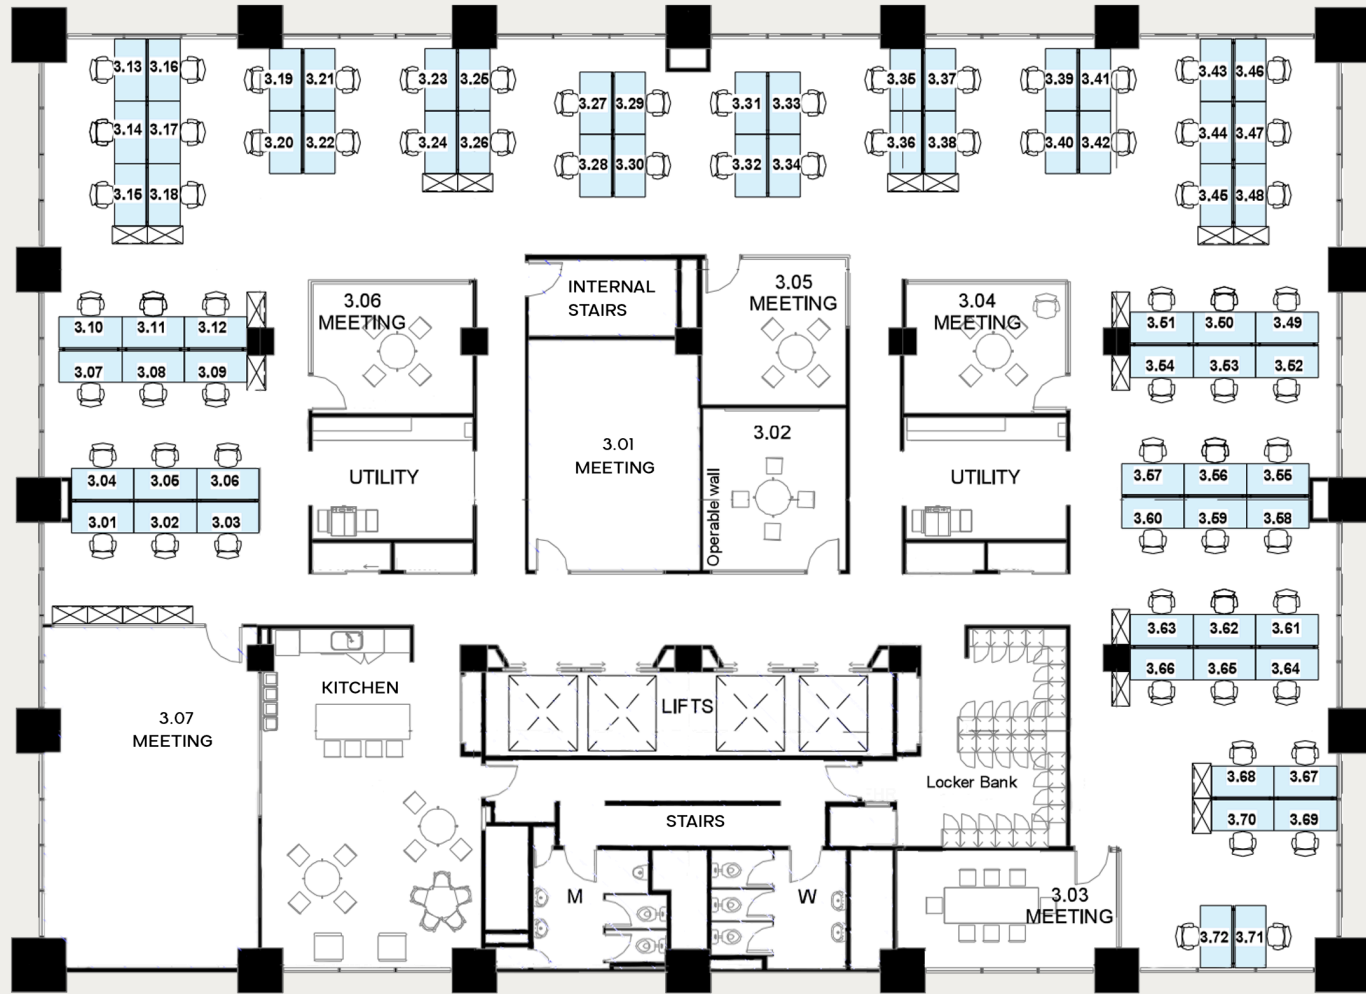 3.13 3.16
3.14 3.17
3.15 3.18
3.19 3.21
3.20 3.22
3.23 3.25
3.24 3.26
3.27 3.29
3.28 3.30
3.31 3.33
3.32 3.34
3.35 3.37
3.36 3.38
3.39 3.41
3.40 3.42
3.43 3.46
3.44 3.47
3.45 3.48
3.10 3.11 3.12
3.07 3.08 3.09
3.06
MEETING
INTERNAL
STAIRS
3.05
MEETING
3.04
MEETING
3.51 3.50 3.49
3.54 3.53 3.52
3.04 3.05 3.06
3.01 3.02 3.03
UTILITY
3.01
MEETING
3.02
Operable wall
UTILITY
3.57 3.56 3.55
3.60 3.59 3.58
3.63 3.62 3.61
3.66 3.65 3.64
3.07
MEETING
KITCHEN
LIFTS
Locker Bank
STAIRS
M
W
3.03
MEETING
3.68 3.67
3.70 3.69
3.72 3.71